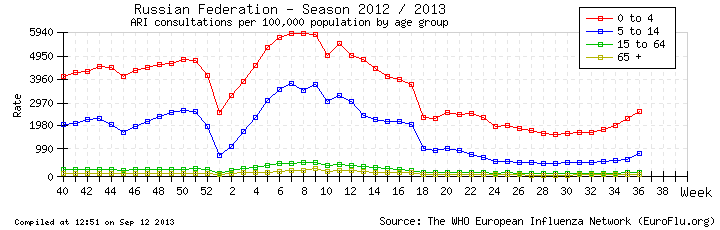 Russian Federation - Season 2012 / 2013
ARI consultations per 100,000 population by age group
0 to 4
5 to 14
15 to 64
65 +
Rate
5940
4950
3960
2970
1980
990
0
40 42 44 46 48 50 52 2 4 6 8 10 12 14 16 18 20 22 24 26 28 30 32 34 36 38 Week
Compiled at 12:51 on Sep 12 2013
Source: The WHO European Influenza Network (EuroFlu.org)